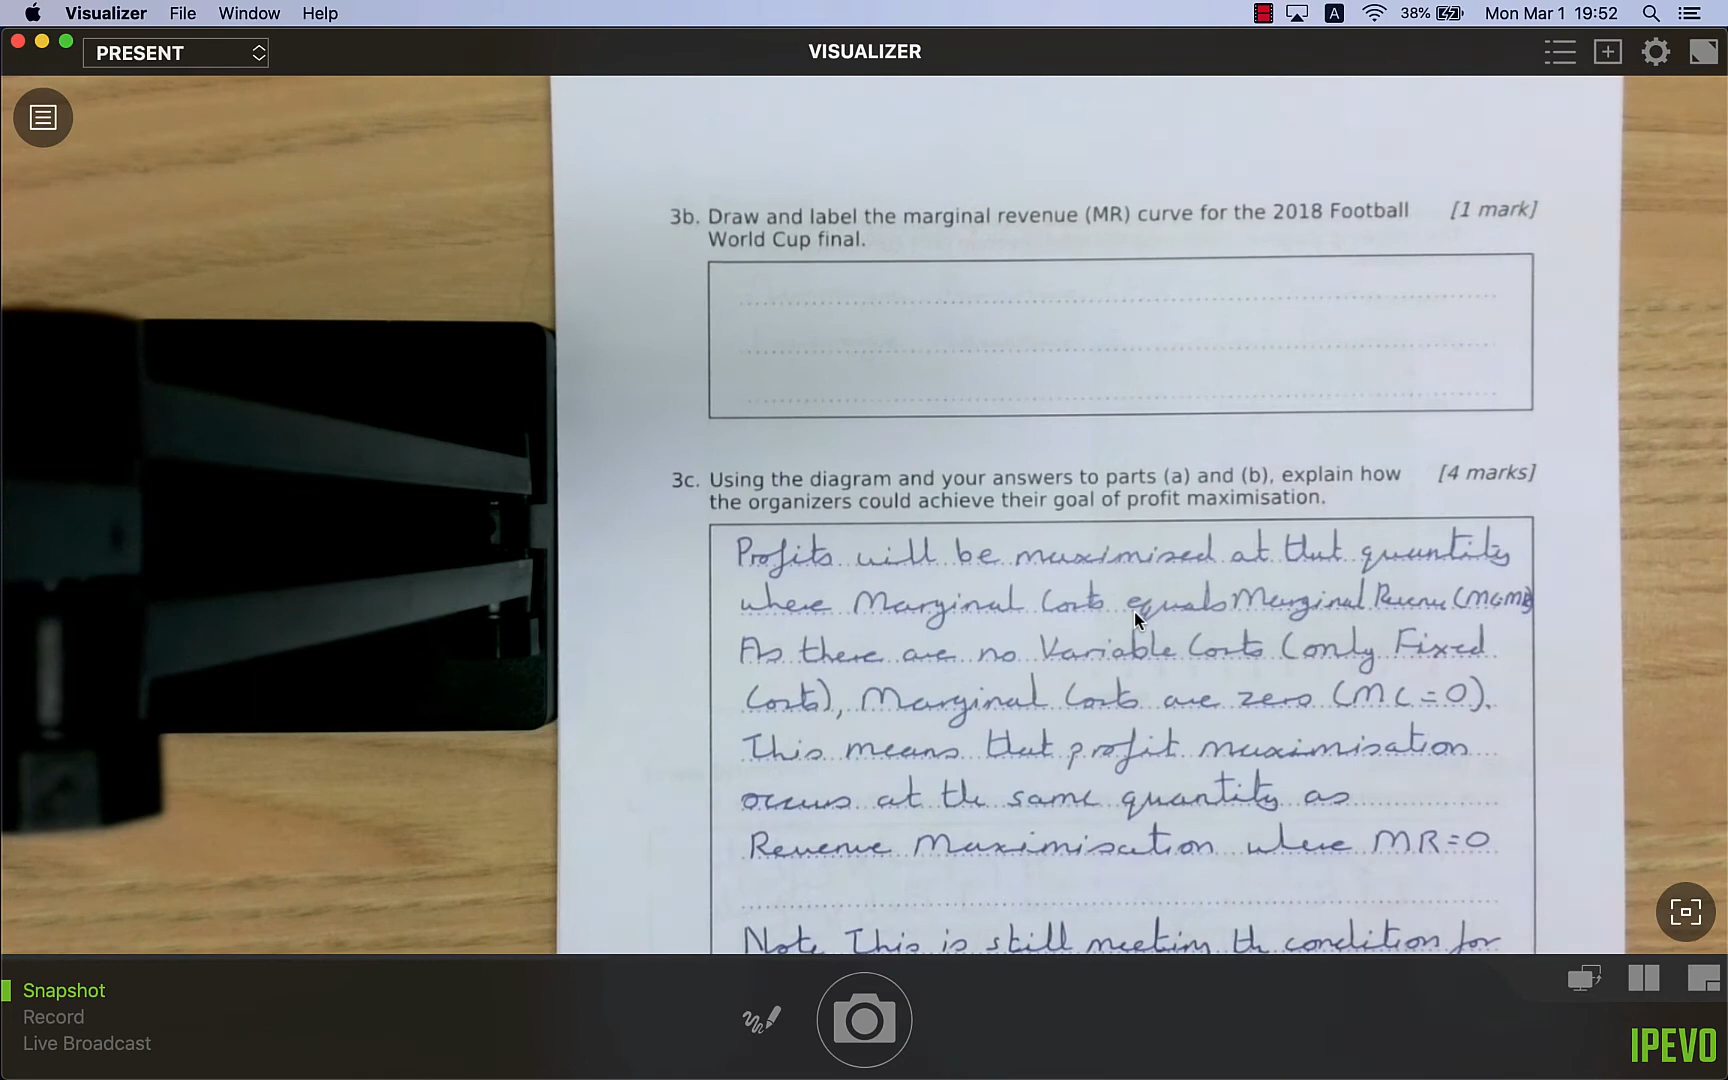 Visualizer File Window Help A 38% Mon Mar 1 19:52
PRESENT
VISUALIZER
3b. Draw and label the marginal revenue (MR) curve for the 2018 Football [1 mark]
World Cup final.
3c. Using the diagram and your answers to parts (a) and (b), explain how [4 marks]
the organizers could achieve their goal of profit maximisation.
Profits will be maximised at that quantity
where Marginal Costs equals Marginal Revenue
As there are no Variable Costs (only Fixed
Costs), Marginal Costs are zero (MC=0).
This means that profit maximisation
occurs at the same quantity as
Revenue Maximisation where MR=0
Note This is still meeting the condition for
Snapshot
Record
Live Broadcast
IPEVO